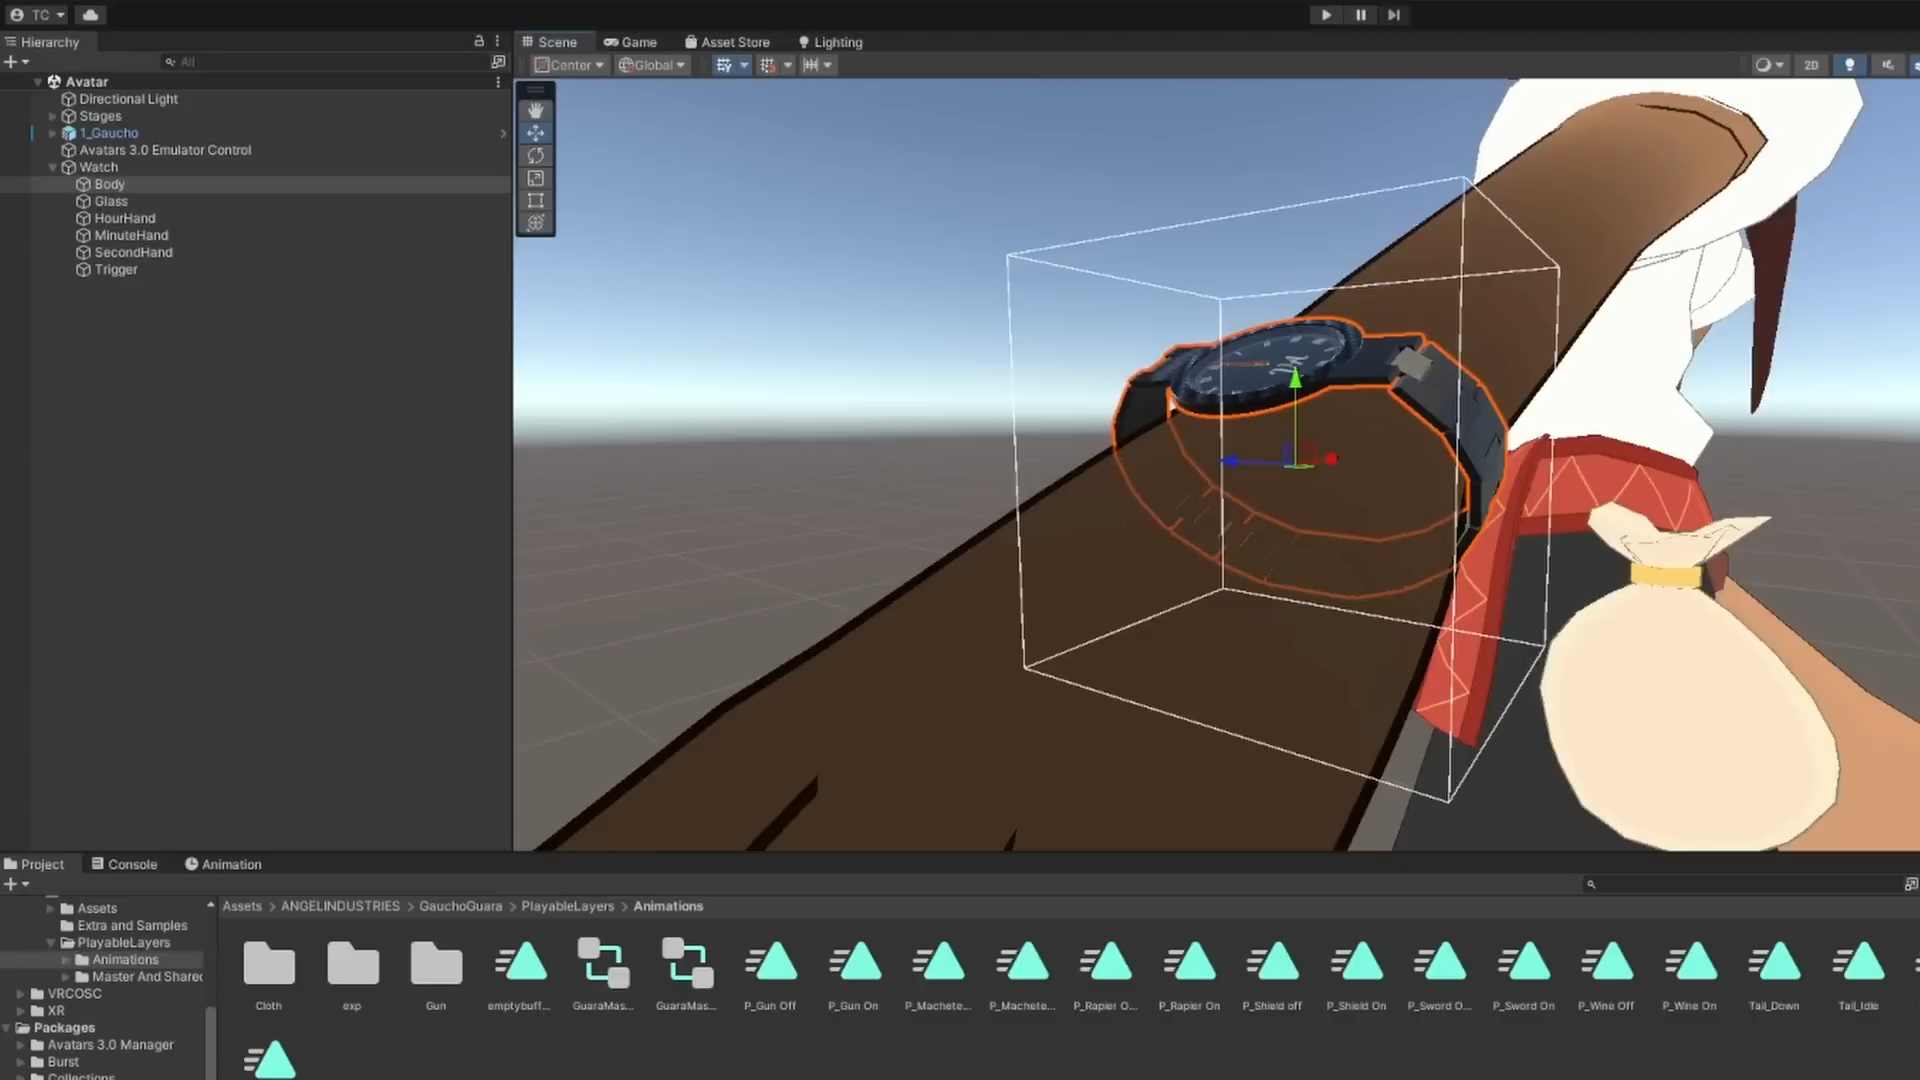 TC
Hierarchy
All
Avatar
Directional Light
Stages
1_Gaucho
Avatars 3.0 Emulator Control
Watch
Body
Glass
HourHand
MinuteHand
SecondHand
Trigger
Scene
Game
Asset Store
Lighting
Center
Global
2D
Project
Console
Animation
Assets
Extra and Samples
PlayableLayers
Animations
Master And Share
VRCOSC
XR
Packages
Avatars 3.0 Manager
Burst
Collections
Assets > ANGELINDUSTRIES > GauchoGuara > PlayableLayers > Animations
Cloth
exp
Gun
emptybuff...
GuaraMas...
GuaraMas...
P_Gun Off
P_Gun On
P_Machete...
P_Machete...
P_Rapier O...
P_Rapier On
P_Shield off
P_Shield On
P_Sword O...
P_Sword On
P_Wine Off
P_Wine On
Tail_Down
Tail_Idle